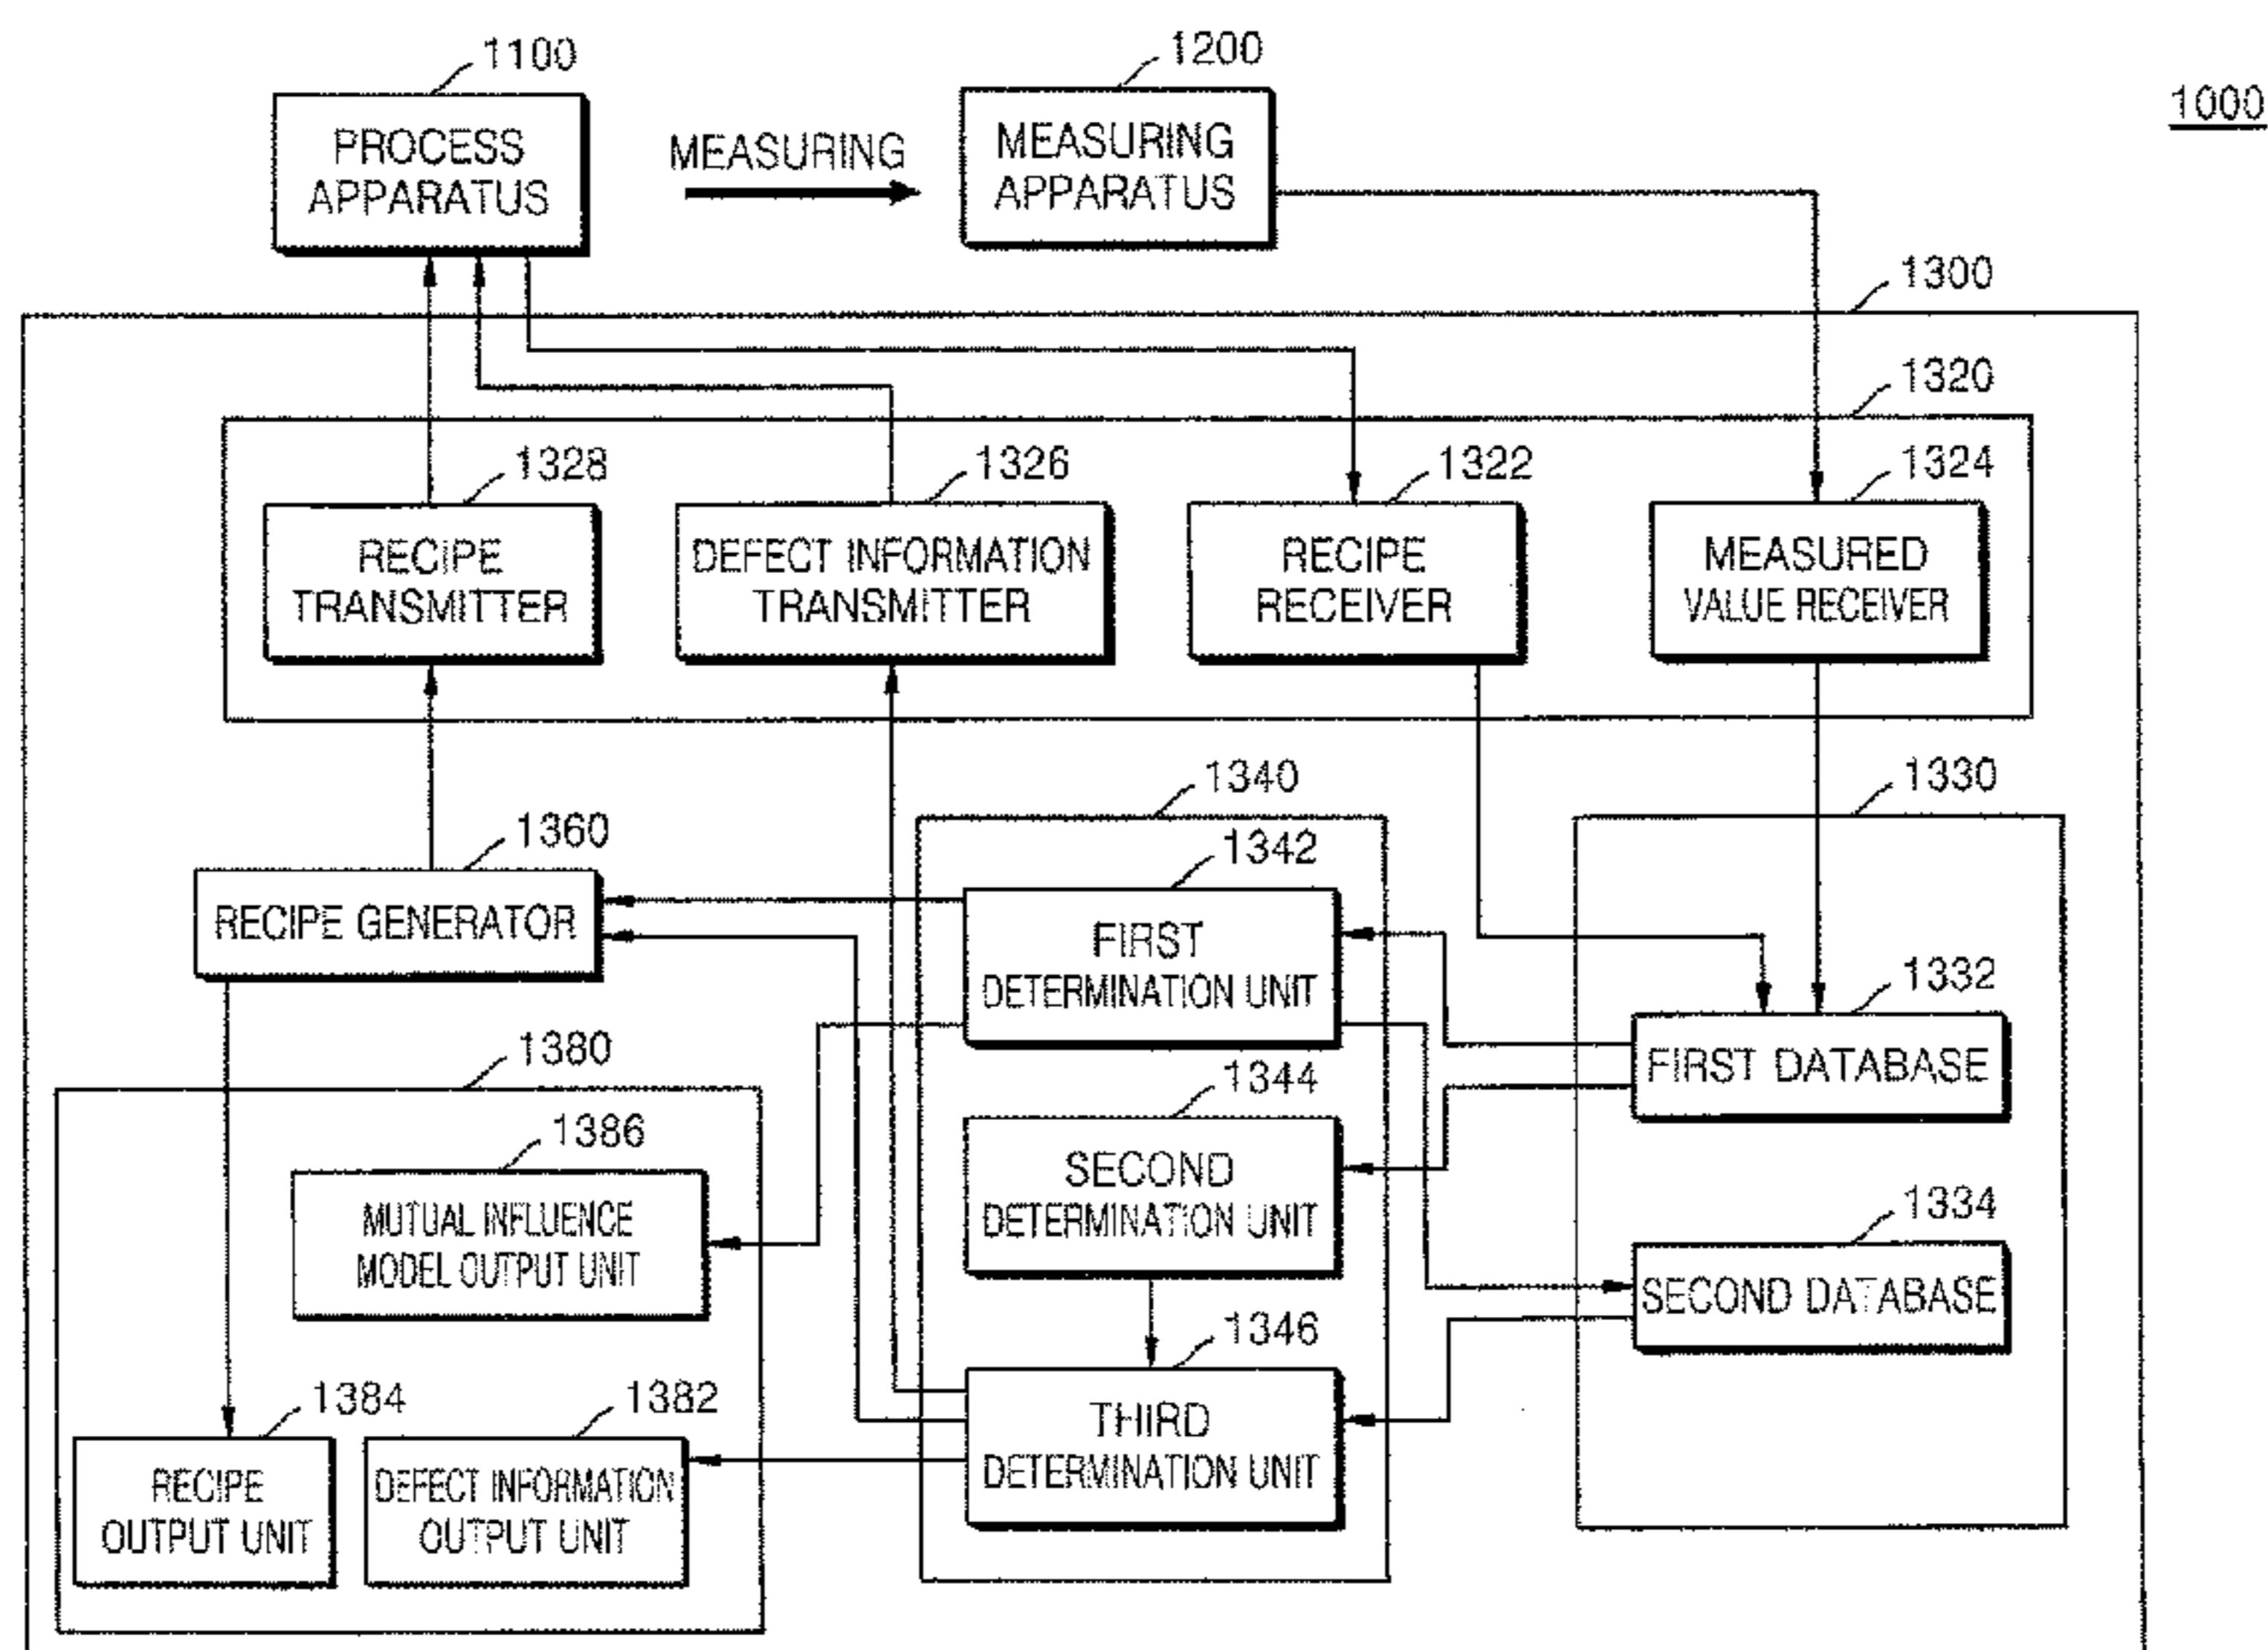 1100
1200
1000
PROCESS
APPARATUS
MEASURING
MEASURING
APPARATUS
1300
1320
1328
1326
1322
1324
RECIPE
TRANSMITTER
DEFECT INFORMATION
TRANSMITTER
RECIPE
RECEIVER
MEASURED
VALUE RECEIVER
1340
1330
1360
1342
RECIPE GENERATOR
FIRST
DETERMINATION UNIT
1332
FIRST DATABASE
1380
1344
1386
SECOND
DETERMINATION UNIT
1334
SECOND DATABASE
MUTUAL INFLUENCE
MODEL OUTPUT UNIT
1346
1384
1382
THIRD
DETERMINATION UNIT
RECIPE
OUTPUT UNIT
DEFECT INFORMATION
OUTPUT UNIT